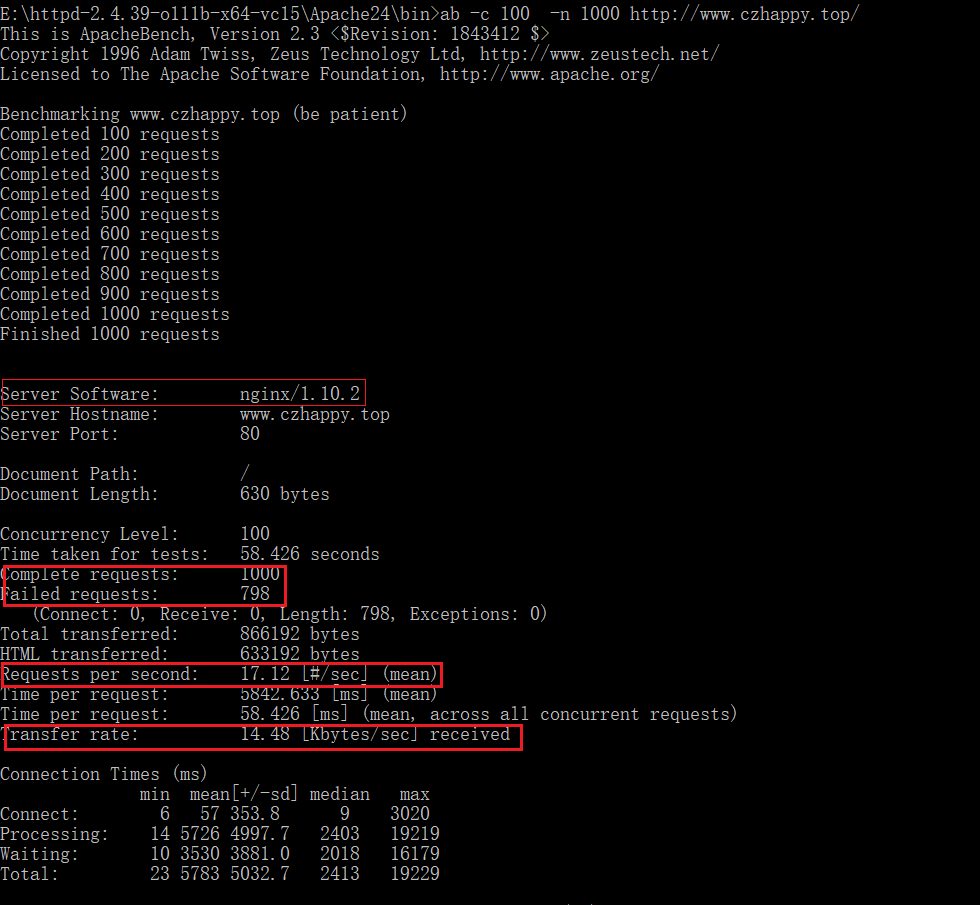 E:\httpd-2.4.39-o111b-x64-vc15\Apache24\bin>ab -c 100  -n 1000 http://www.czhappy.top/
This is ApacheBench, Version 2.3 <$Revision: 1843412 $>
Copyright 1996 Adam Twiss, Zeus Technology Ltd, http://www.zeustech.net/
Licensed to The Apache Software Foundation, http://www.apache.org/
Benchmarking www.czhappy.top (be patient)
Completed 100 requests
Completed 200 requests
Completed 300 requests
Completed 400 requests
Completed 500 requests
Completed 600 requests
Completed 700 requests
Completed 800 requests
Completed 900 requests
Completed 1000 requests
Finished 1000 requests
Server Software:        nginx/1.10.2
Server Hostname:        www.czhappy.top
Server Port:            80
Document Path:          /
Document Length:        630 bytes
Concurrency Level:      100
Time taken for tests:   58.426 seconds
Complete requests:      1000
Failed requests:        798
   (Connect: 0, Receive: 0, Length: 798, Exceptions: 0)
Total transferred:      866192 bytes
HTML transferred:       633192 bytes
Requests per second:    17.12 [#/sec] (mean)
Time per request:       5842.633 [ms] (mean)
Time per request:       58.426 [ms] (mean, across all concurrent requests)
Transfer rate:          14.48 [Kbytes/sec] received
Connection Times (ms)
              min  mean[+/-sd] median   max
Connect:        6   57 353.8      9    3020
Processing:    14 5726 4997.7   2403   19219
Waiting:       10 3530 3881.0   2018   16179
Total:         23 5783 5032.7   2413   19229